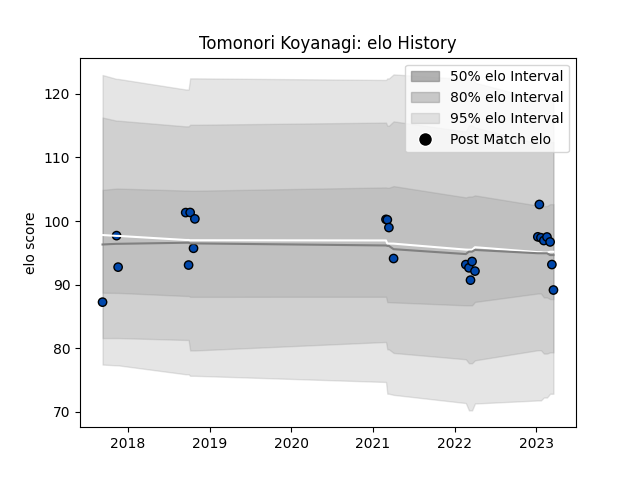 Tomonori Koyanagi: elo History
50% elo Interval
80% elo Interval
95% elo Interval
Post Match elo
elo score
120
110
100
90
80
70
2018 2019 2020 2021 2022 2023